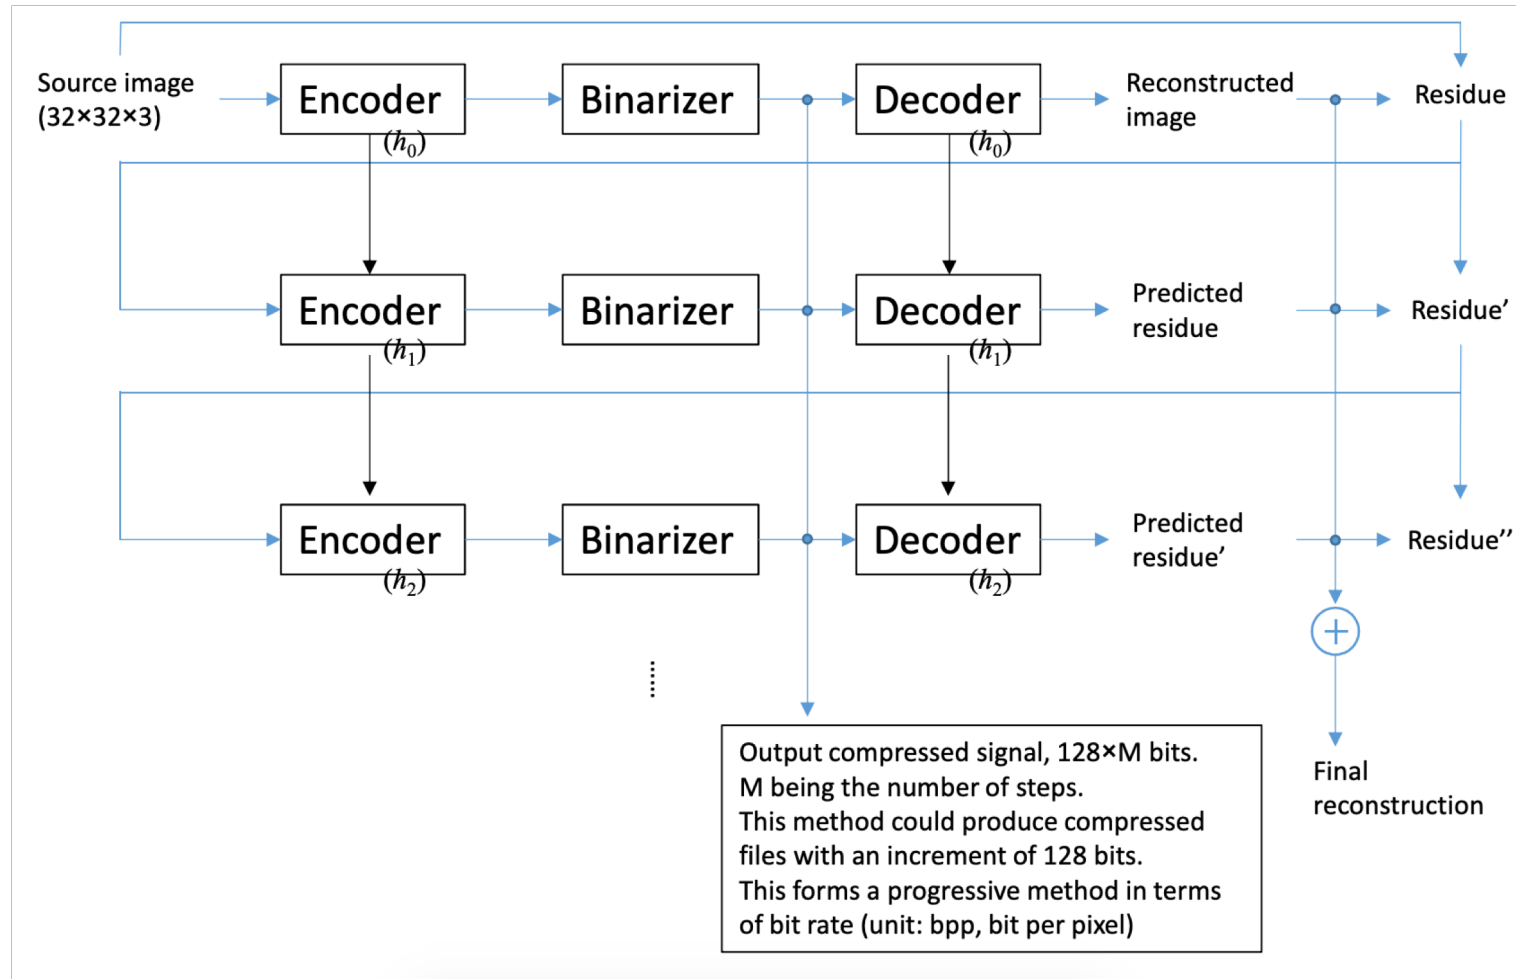 Source image
(32×32×3)
Encoder
(h₀)
Binarizer
Decoder
(h₀)
Reconstructed
image
Residue
Encoder
(h₁)
Binarizer
Decoder
(h₁)
Predicted
residue
Residue’
Encoder
(h₂)
Binarizer
Decoder
(h₂)
Predicted
residue’
Residue’’
+
......
Output compressed signal, 128×M bits.
M being the number of steps.
This method could produce compressed
files with an increment of 128 bits.
This forms a progressive method in terms
of bit rate (unit: bpp, bit per pixel)
Final
reconstruction